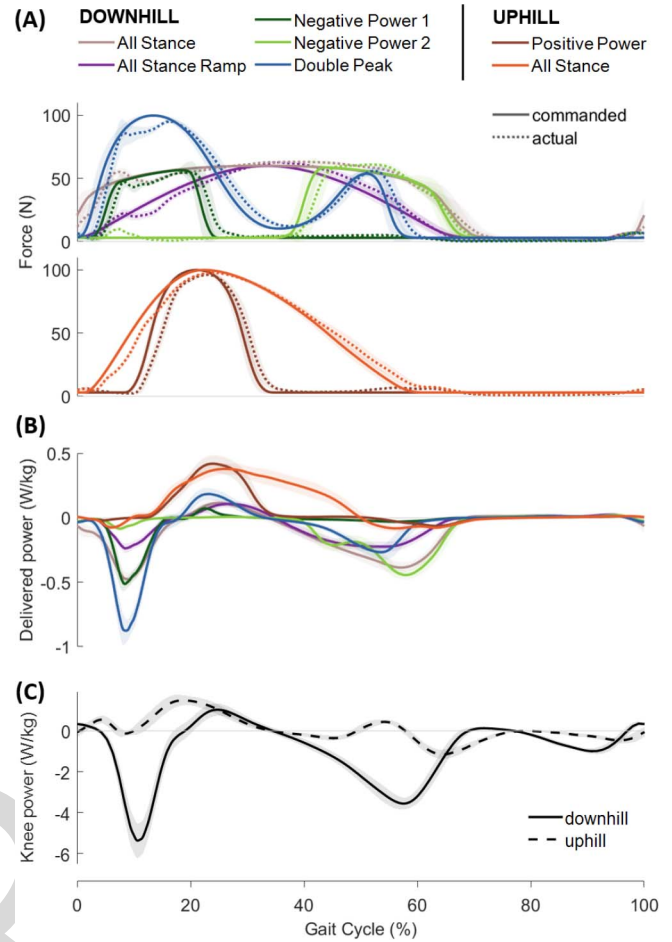 (A) DOWNHILL UPHILL
All Stance
All Stance Ramp
Negative Power 1
Negative Power 2
Double Peak
Positive Power
All Stance
commanded
actual
100
50
0
Force (N)
100
50
0
(B)
0.5
0
-0.5
-1
Delivered power (W/kg)
(C)
0
-2
-4
-6
Knee power (W/kg)
downhill
uphill
0 20 40 60 80 100
Gait Cycle (%)